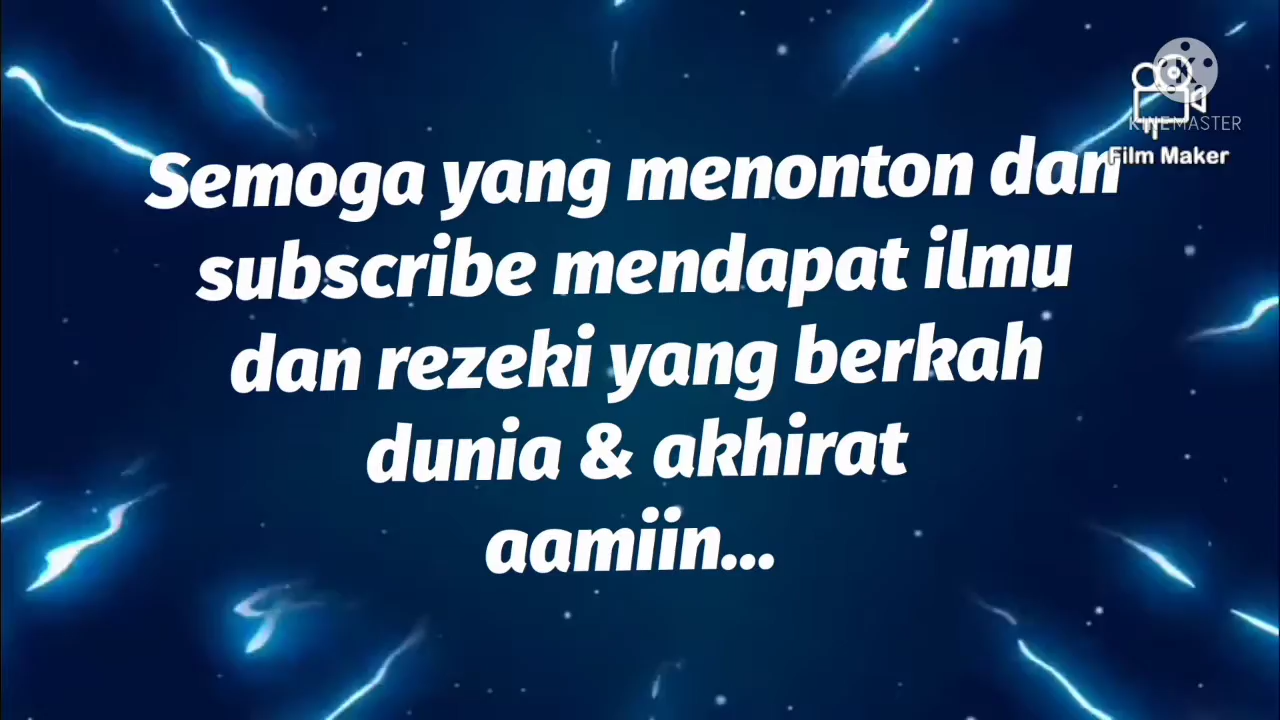 Semoga yang menonton dan
subscribe mendapat ilmu
dan rezeki yang berkah
dunia & akhirat
aamiin...
KINEMASTER
Film Maker